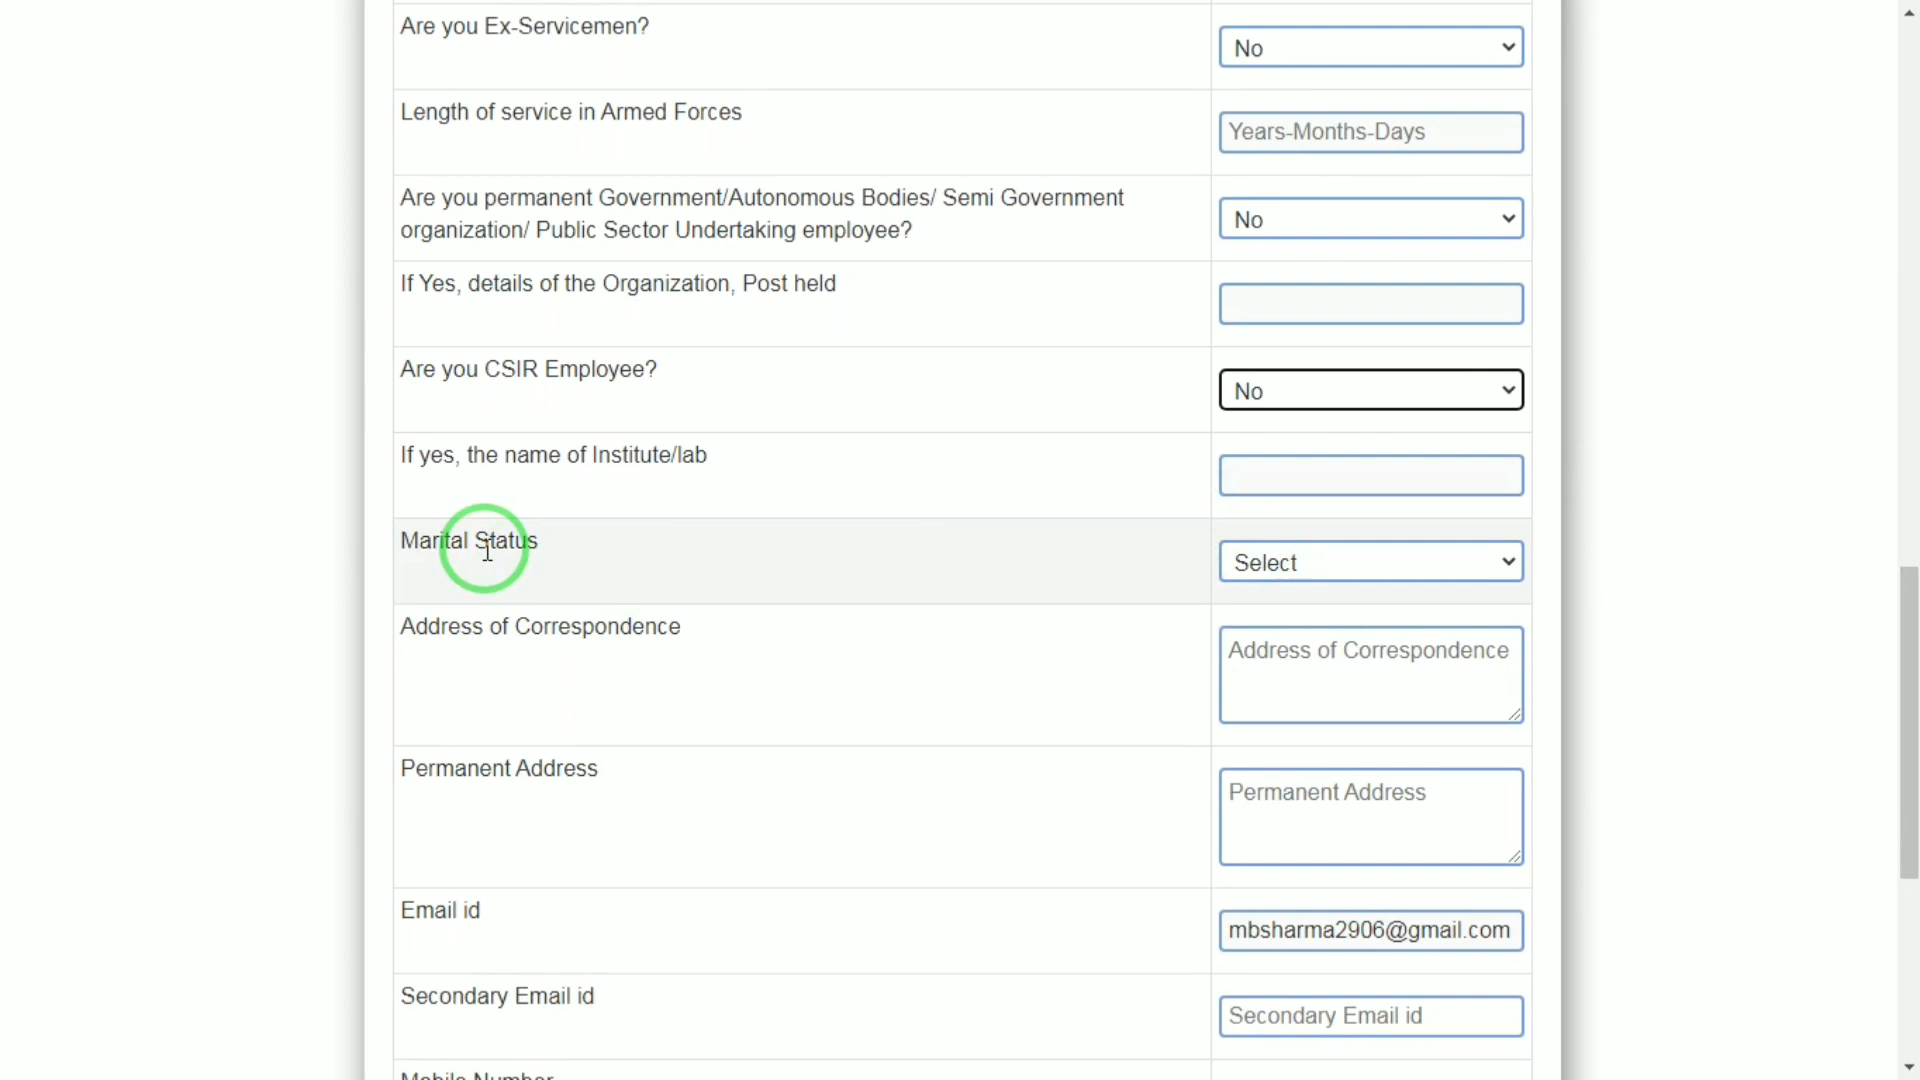 Are you Ex-Servicemen?
No
Length of service in Armed Forces
Years-Months-Days
Are you permanent Government/Autonomous Bodies/ Semi Government
organization/ Public Sector Undertaking employee?
No
If Yes, details of the Organization, Post held
Are you CSIR Employee?
No
If yes, the name of Institute/lab
Marital Status
Select
Address of Correspondence
Address of Correspondence
Permanent Address
Permanent Address
Email id
mbsharma2906@gmail.com
Secondary Email id
Secondary Email id
Mobile Number